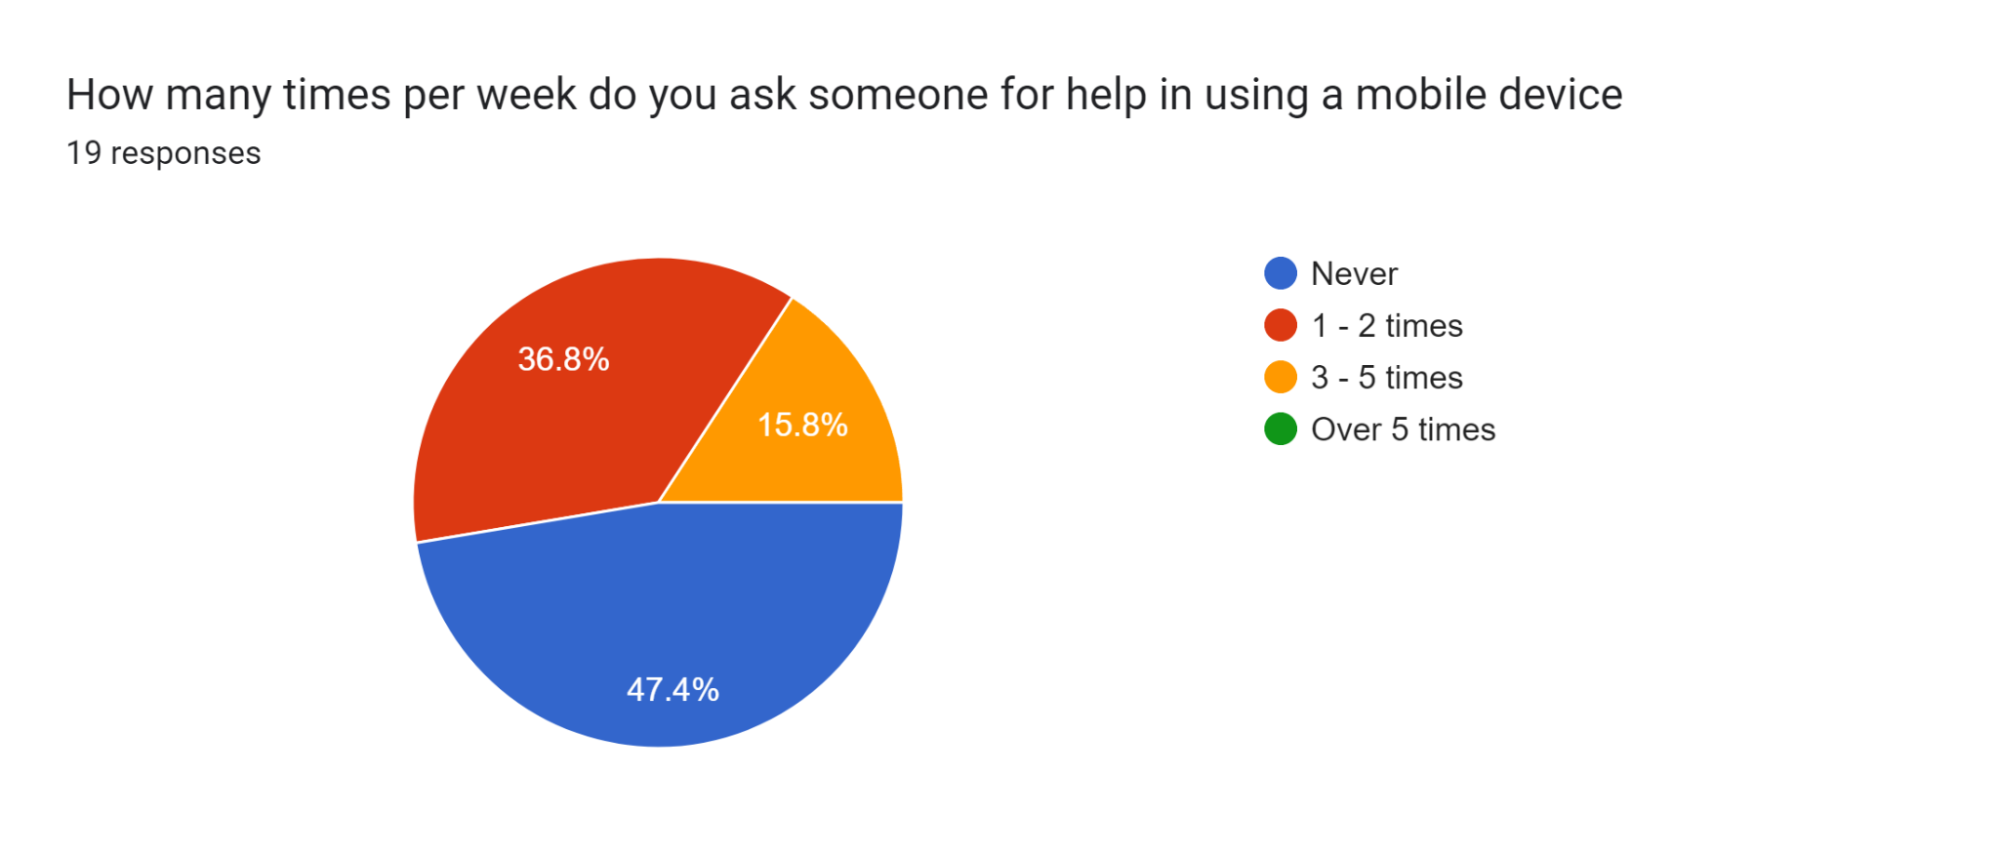 How many times per week do you ask someone for help in using a mobile device
19 responses
36.8%
15.8%
47.4%
Never
1 - 2 times
3 - 5 times
Over 5 times